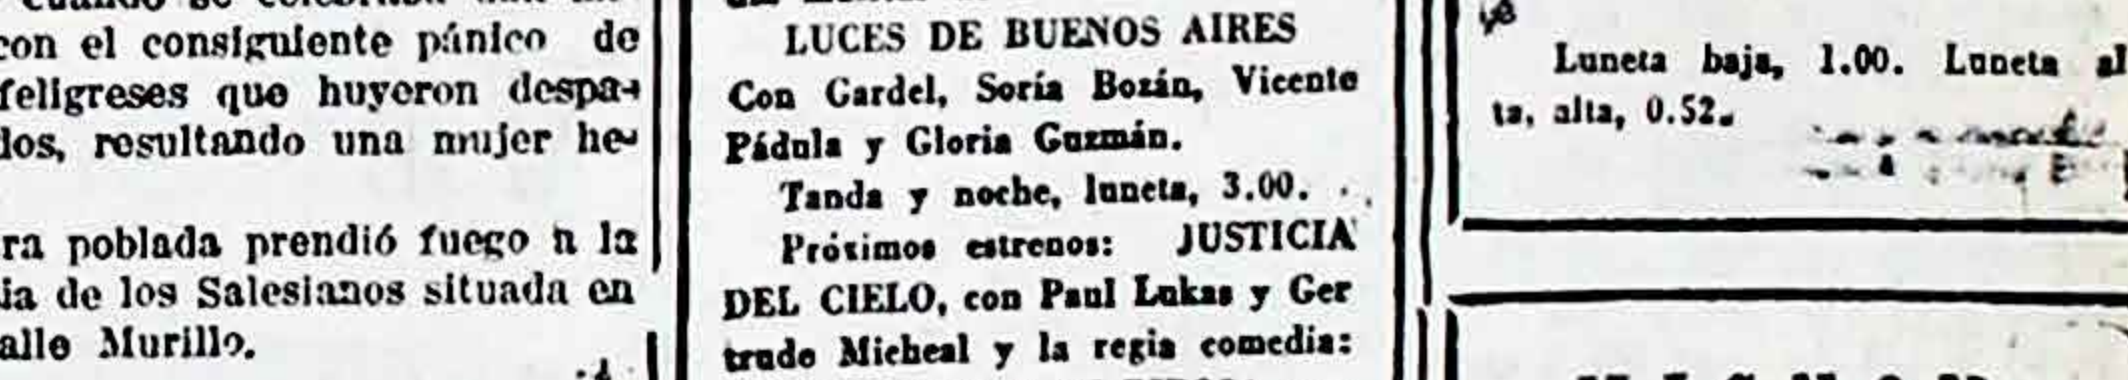 con el consiguiente pánico de
feligreses que huyeron despa-
dos, resultando una mujer he-
ra poblada prendió fuego a la
ia de los Salesianos situada en
alle Murillo.
LUCES DE BUENOS AIRES
Con Gardel, Soría Bozán, Vicente
Pádula y Gloria Guzmán.
Tanda y noche, luneta, 3.00.
Próximos estrenos: JUSTICIA
DEL CIELO, con Paul Lukas y Ger
trude Micheal y la regia comedia:
Luneta baja, 1.00. Luneta al
ta, alta, 0.52.